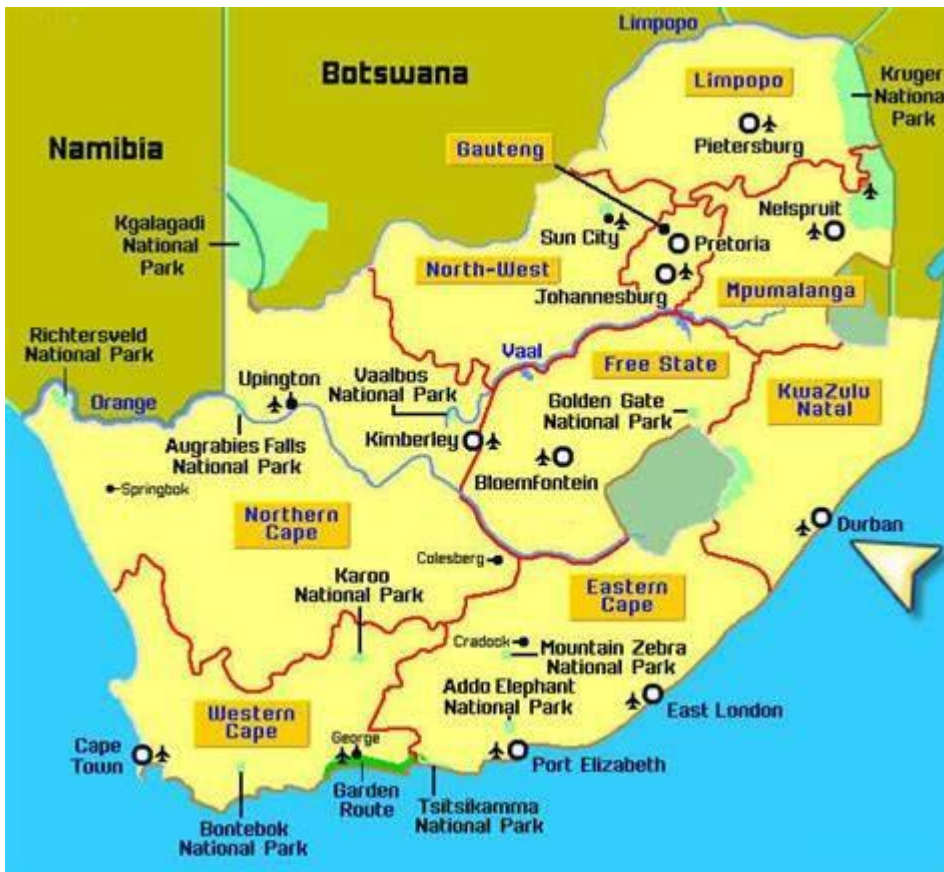 Limpopo
Botswana
Limpopo
Kruger
National
Park
Namibia
Pietersburg
Gauteng
Kgalagadi
National
Park
Nelspruit
Sun City
Pretoria
North-West
Johannesburg
Mpumalanga
Richtersveld
National Park
Vaal
Free State
Upington
Vaalbos
National Park
KwaZulu
Natal
Orange
Golden Gate
National Park
Augrabies Falls
National Park
Kimberley
Bloemfontein
Springbok
Northern
Cape
Durban
Colesberg
Karoo
National Park
Eastern
Cape
Cradook
Mountain Zebra
National Park
Addo Elephant
National Park
Western
Cape
East London
George
Cape
Town
Port Elizabeth
Garden
Route
Tsitsikamma
National Park
Bontebok
National Park